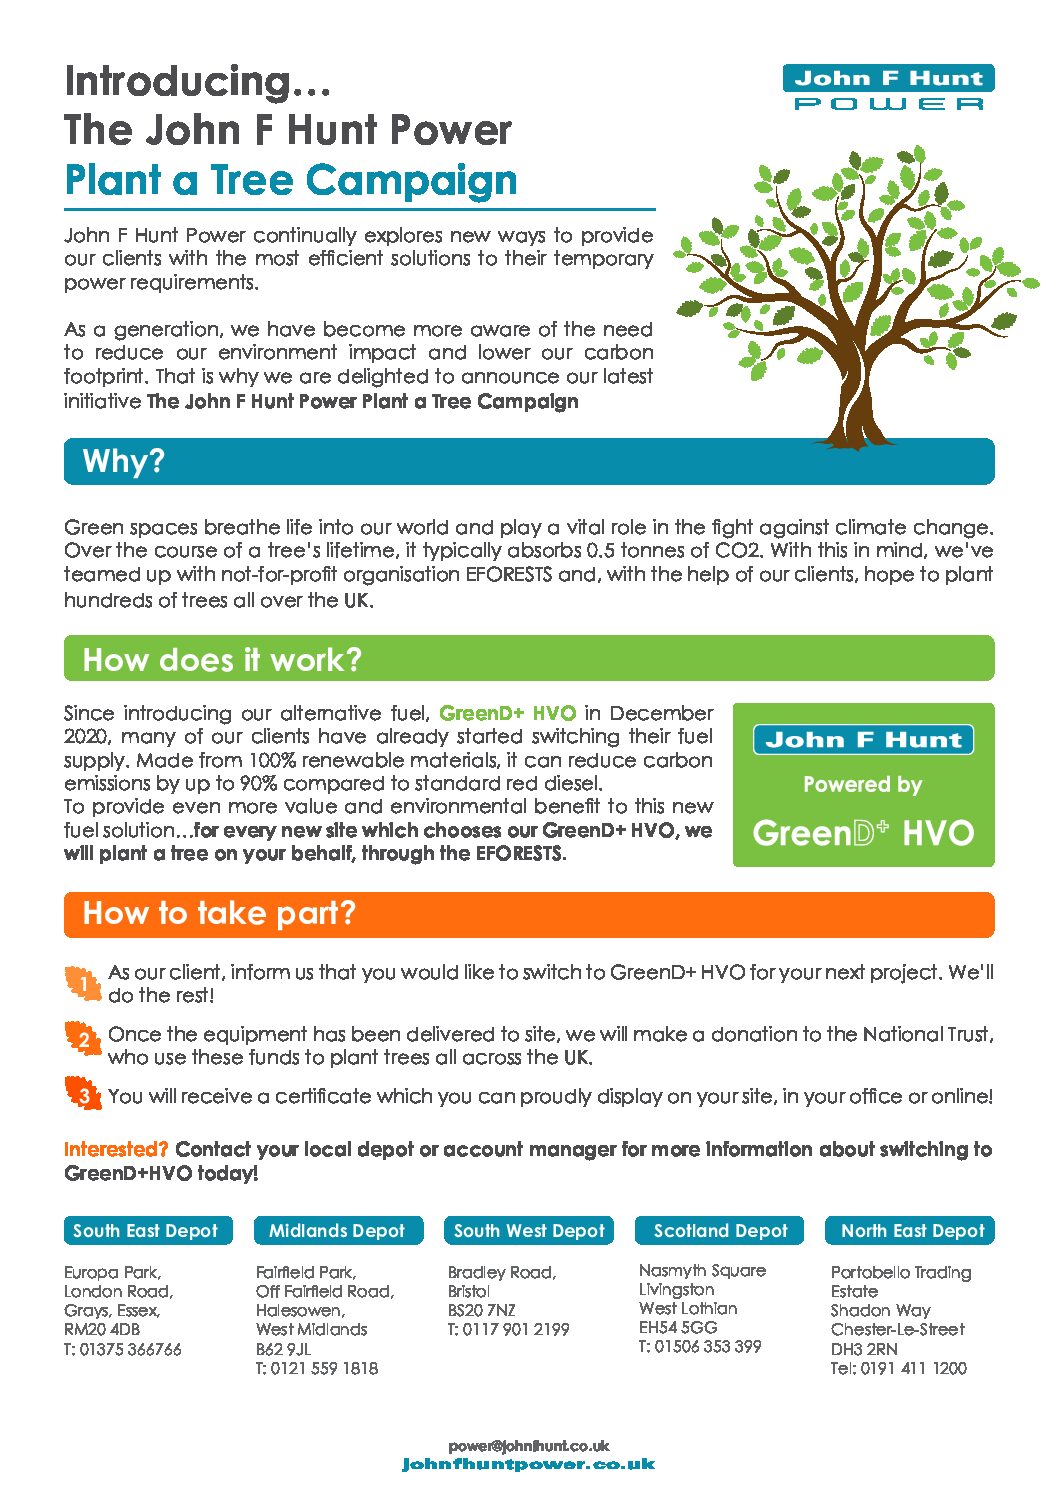 Introducing...
The John F Hunt Power
Plant a Tree Campaign
John F Hunt
POWER
John F Hunt Power continually explores new ways to provide
our clients with the most efficient solutions to their temporary
power requirements.
As a generation, we have become more aware of the need
to reduce our environment impact and lower our carbon
footprint. That is why we are delighted to announce our latest
initiative The John F Hunt Power Plant a Tree Campaign
Why?
Green spaces breathe life into our world and play a vital role in the fight against climate change.
Over the course of a tree's lifetime, it typically absorbs 0.5 tonnes of CO2. With this in mind, we've
teamed up with not-for-profit organisation EFORESTS and, with the help of our clients, hope to plant
hundreds of trees all over the UK.
How does it work?
Since introducing our alternative fuel, GreenD+ HVO in December
2020, many of our clients have already started switching their fuel
supply. Made from 100% renewable materials, it can reduce carbon
emissions by up to 90% compared to standard red diesel.
To provide even more value and environmental benefit to this new
fuel solution...for every new site which chooses our GreenD+ HVO, we
will plant a tree on your behalf, through the EFORESTS.
John F Hunt
Powered by
GreenD+ HVO
How to take part?
1 As our client, inform us that you would like to switch to GreenD+ HVO for your next project. We'll
do the rest!
2 Once the equipment has been delivered to site, we will make a donation to the National Trust,
who use these funds to plant trees all across the UK.
3 You will receive a certificate which you can proudly display on your site, in your office or online!
Interested? Contact your local depot or account manager for more information about switching to
GreenD+HVO today!
South East Depot
Europa Park,
London Road,
Grays, Essex,
RM20 4DB
T: 01375 366766
Midlands Depot
Fairfield Park,
Off Fairfield Road,
Halesowen,
West Midlands
B62 9JL
T: 0121 559 1818
South West Depot
Bradley Road,
Bristol
BS20 7NZ
T: 0117 901 2199
Scotland Depot
Nasmyth Square
Livingston
West Lothian
EH54 5GG
T: 01506 353 399
North East Depot
Portobello Trading
Estate
Shadon Way
Chester-Le-Street
DH3 2RN
Tel: 0191 411 1200
power@johnfhunt.co.uk
Johnfhuntpower.co.uk